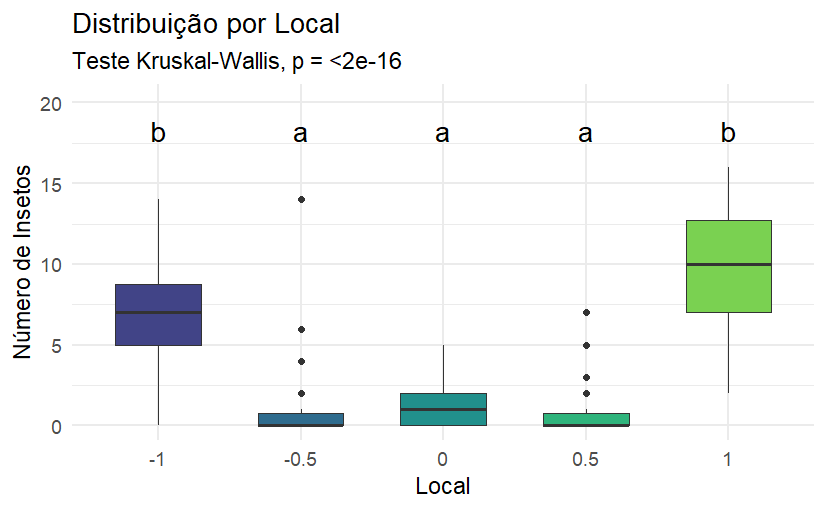 Distribuição por Local
Teste Kruskal-Wallis, p = <2e-16
Número de Insetos
20
15
10
5
0
b a a a b
-1 -0.5 0 0.5 1
Local